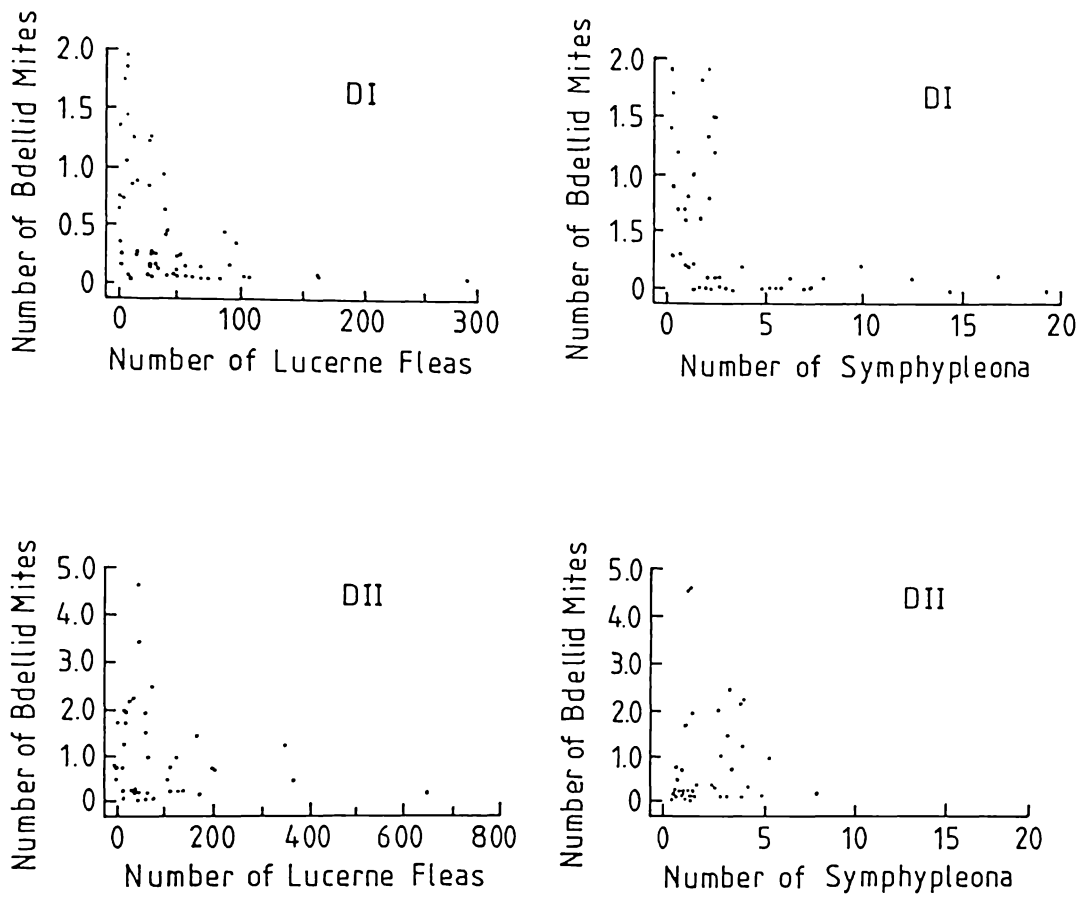 Number of Bdellid Mites
2.0
1.5
1.0
0.5
0
DI
0 100 200 300
Number of Lucerne Fleas
Number of Bdellid Mites
2.0
1.5
1.0
1.5
0
DI
0 5 10 15 20
Number of Symphypleona
Number of Bdellid Mites
5.0
4.0
3.0
2.0
1.0
0
DII
0 200 400 600 800
Number of Lucerne Fleas
Number of Bdellid Mites
5.0
4.0
3.0
2.0
1.0
0
DII
0 5 10 15 20
Number of Symphypleona